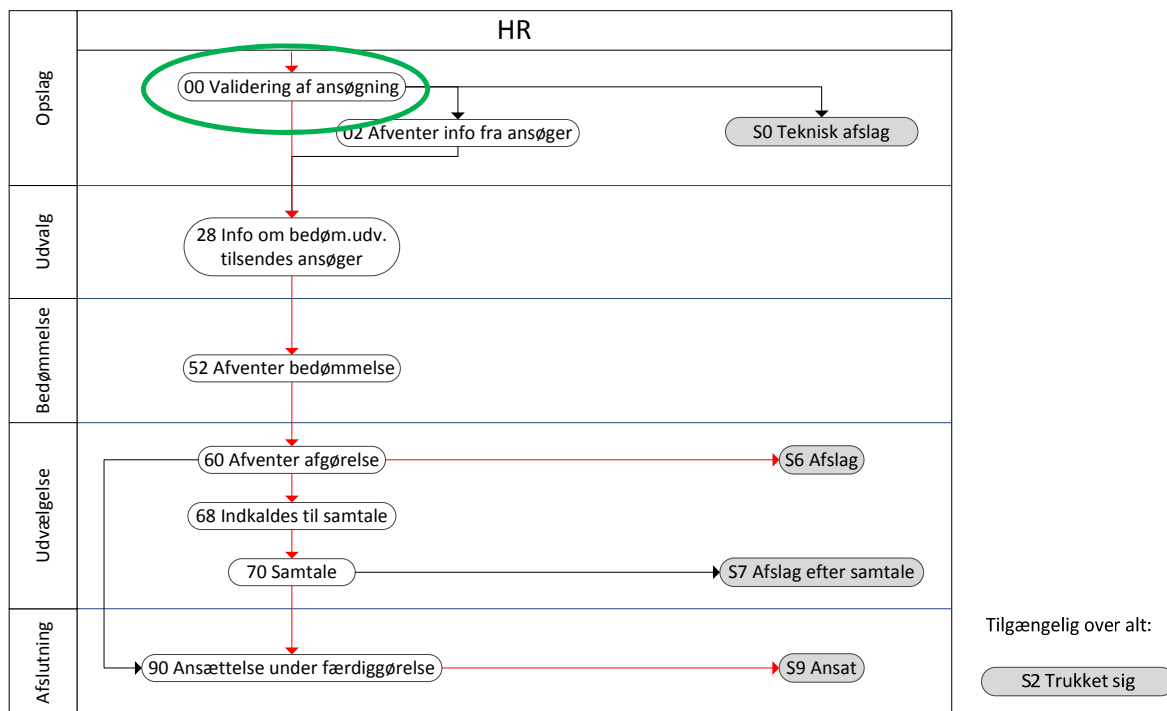 HR
Opslag
00 Validering af ansøgning
02 Afventer info fra ansøger
S0 Teknisk afslag
Udvalg
28 Info om bedøm.udv.
tilsendes ansøger
Bedømmelse
52 Afventer bedømmelse
Udvælgelse
60 Afventer afgørelse
S6 Afslag
68 Indkaldes til samtale
70 Samtale
S7 Afslag efter samtale
Afslutning
90 Ansættelse under færdiggørelse
S9 Ansat
Tilgængelig over alt:
S2 Trukket sig